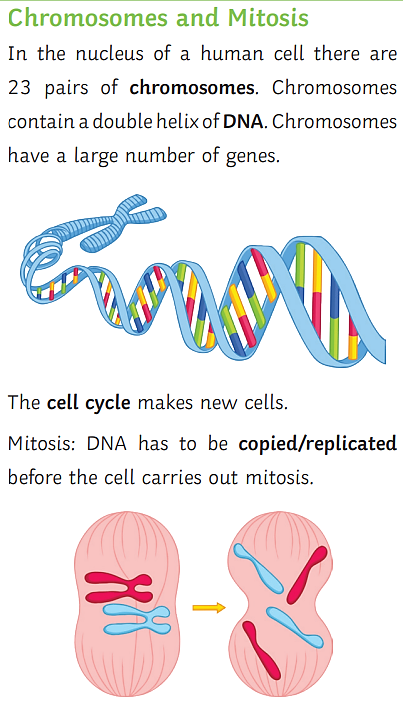 Chromosomes and Mitosis
In the nucleus of a human cell there are
23 pairs of chromosomes. Chromosomes
contain a double helix of DNA. Chromosomes
have a large number of genes.
The cell cycle makes new cells.
Mitosis: DNA has to be copied/replicated
before the cell carries out mitosis.